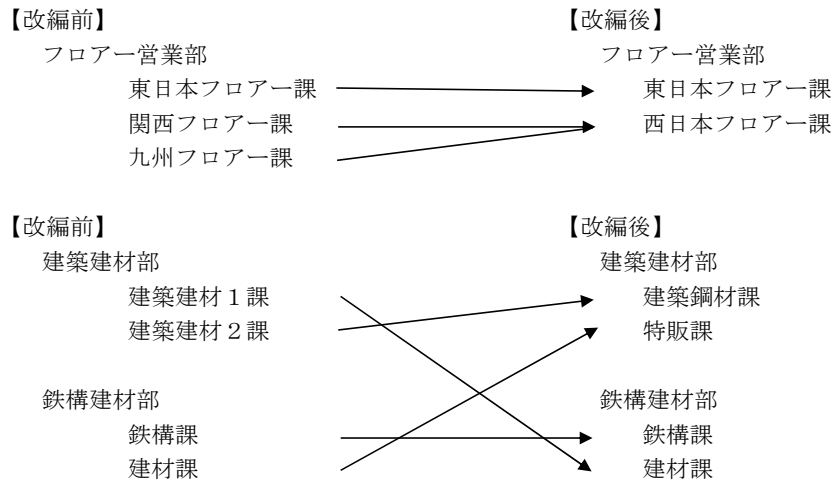 【改編前】 【改編後】
フロアー営業部 フロアー営業部
東日本フロアー課 東日本フロアー課
関西フロアー課 西日本フロアー課
九州フロアー課
【改編前】 【改編後】
建築建材部 建築建材部
建築建材１課 建築鋼材課
建築建材２課 特販課
鉄構建材部 鉄構建材部
鉄構課 鉄構課
建材課 建材課